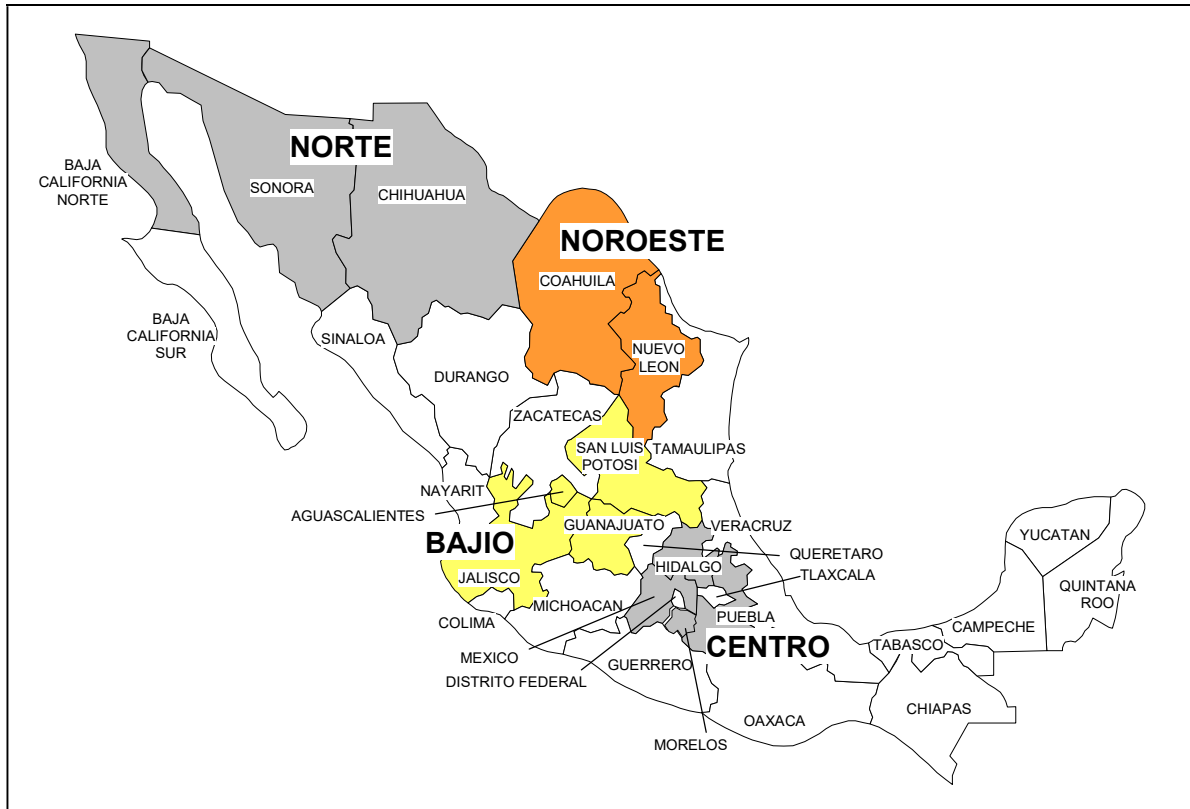 NORTE
BAJA
CALIFORNIA
NORTE
SONORA
CHIHUAHUA
NOROESTE
COAHUILA
BAJA
CALIFORNIA
SUR
SINALOA
NUEVO
LEON
DURANGO
ZACATECAS
SAN LUIS
POTOSI
TAMAULIPAS
NAYARIT
AGUASCALIENTES
GUANAJUATO
VERACRUZ
YUCATAN
BAJIO
QUERETARO
HIDALGO
TLAXCALA
JALISCO
QUINTANA
ROO
MICHOACAN
COLIMA
PUEBLA
CAMPECHE
CENTRO
TABASCO
MEXICO
GUERRERO
DISTRITO FEDERAL
CHIAPAS
OAXACA
MORELOS